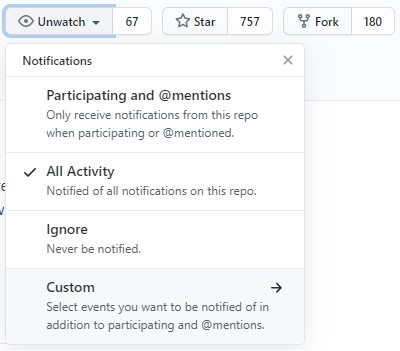 Unwatch 67 Star 757 Fork 180
Notifications
Participating and @mentions
Only receive notifications from this repo
when participating or @mentioned.
All Activity
Notified of all notifications on this repo.
Ignore
Never be notified.
Custom
Select events you want to be notified of in
addition to participating and @mentions.